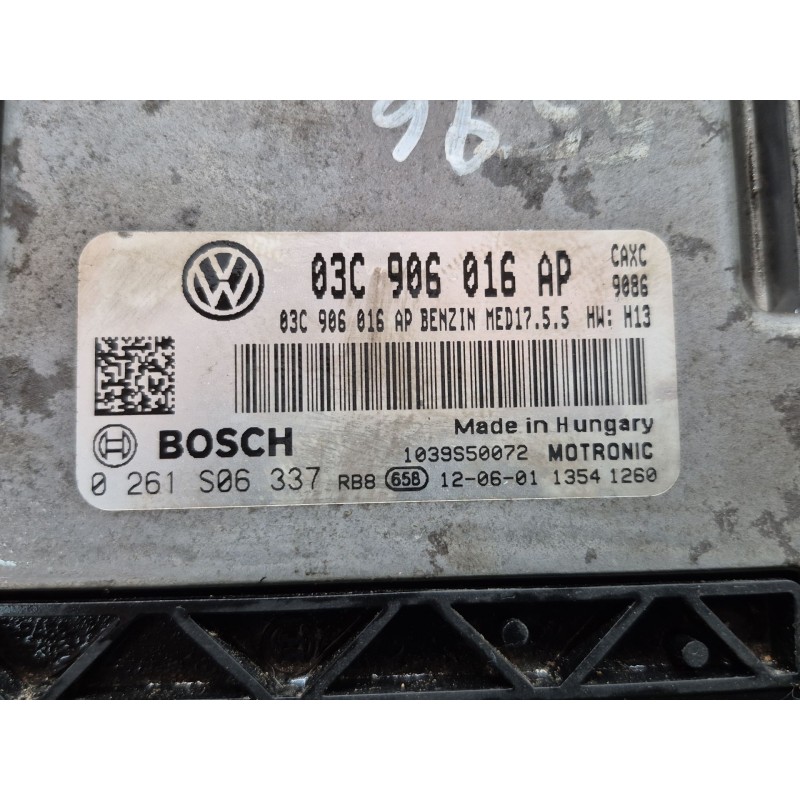 96
03C 906 016 AP
CAXC
9086
03C 906 016 AP BENZIN MED17.5.5 HW: H13
Made in Hungary
BOSCH
1039S50072 MOTRONIC
0 261 S06 337 RB8 658 12-06-01 1354 1260